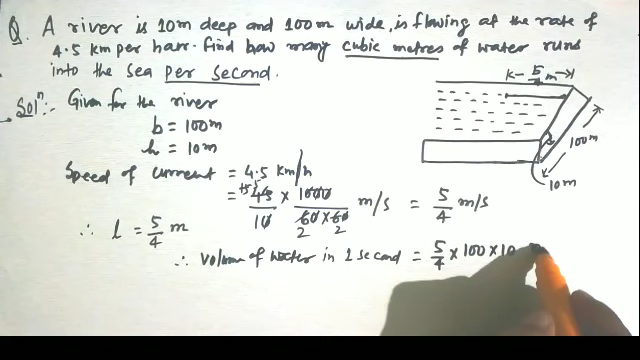 Q. A river is 10m deep and 100m wide, is flowing at the rate of
4.5 km per hour. find how many cubic metres of water runs
into the sea per second.
Solⁿ:- Given for the river
b = 100m
h = 10m
Speed of current = 4.5 km/h
= 45/10 × 1000/60×60 m/s = 5/4 m/s
∴ l = 5/4 m
∴ volume of water in 1 second = 5/4 × 100 × 10
5/4 m
100m
10m